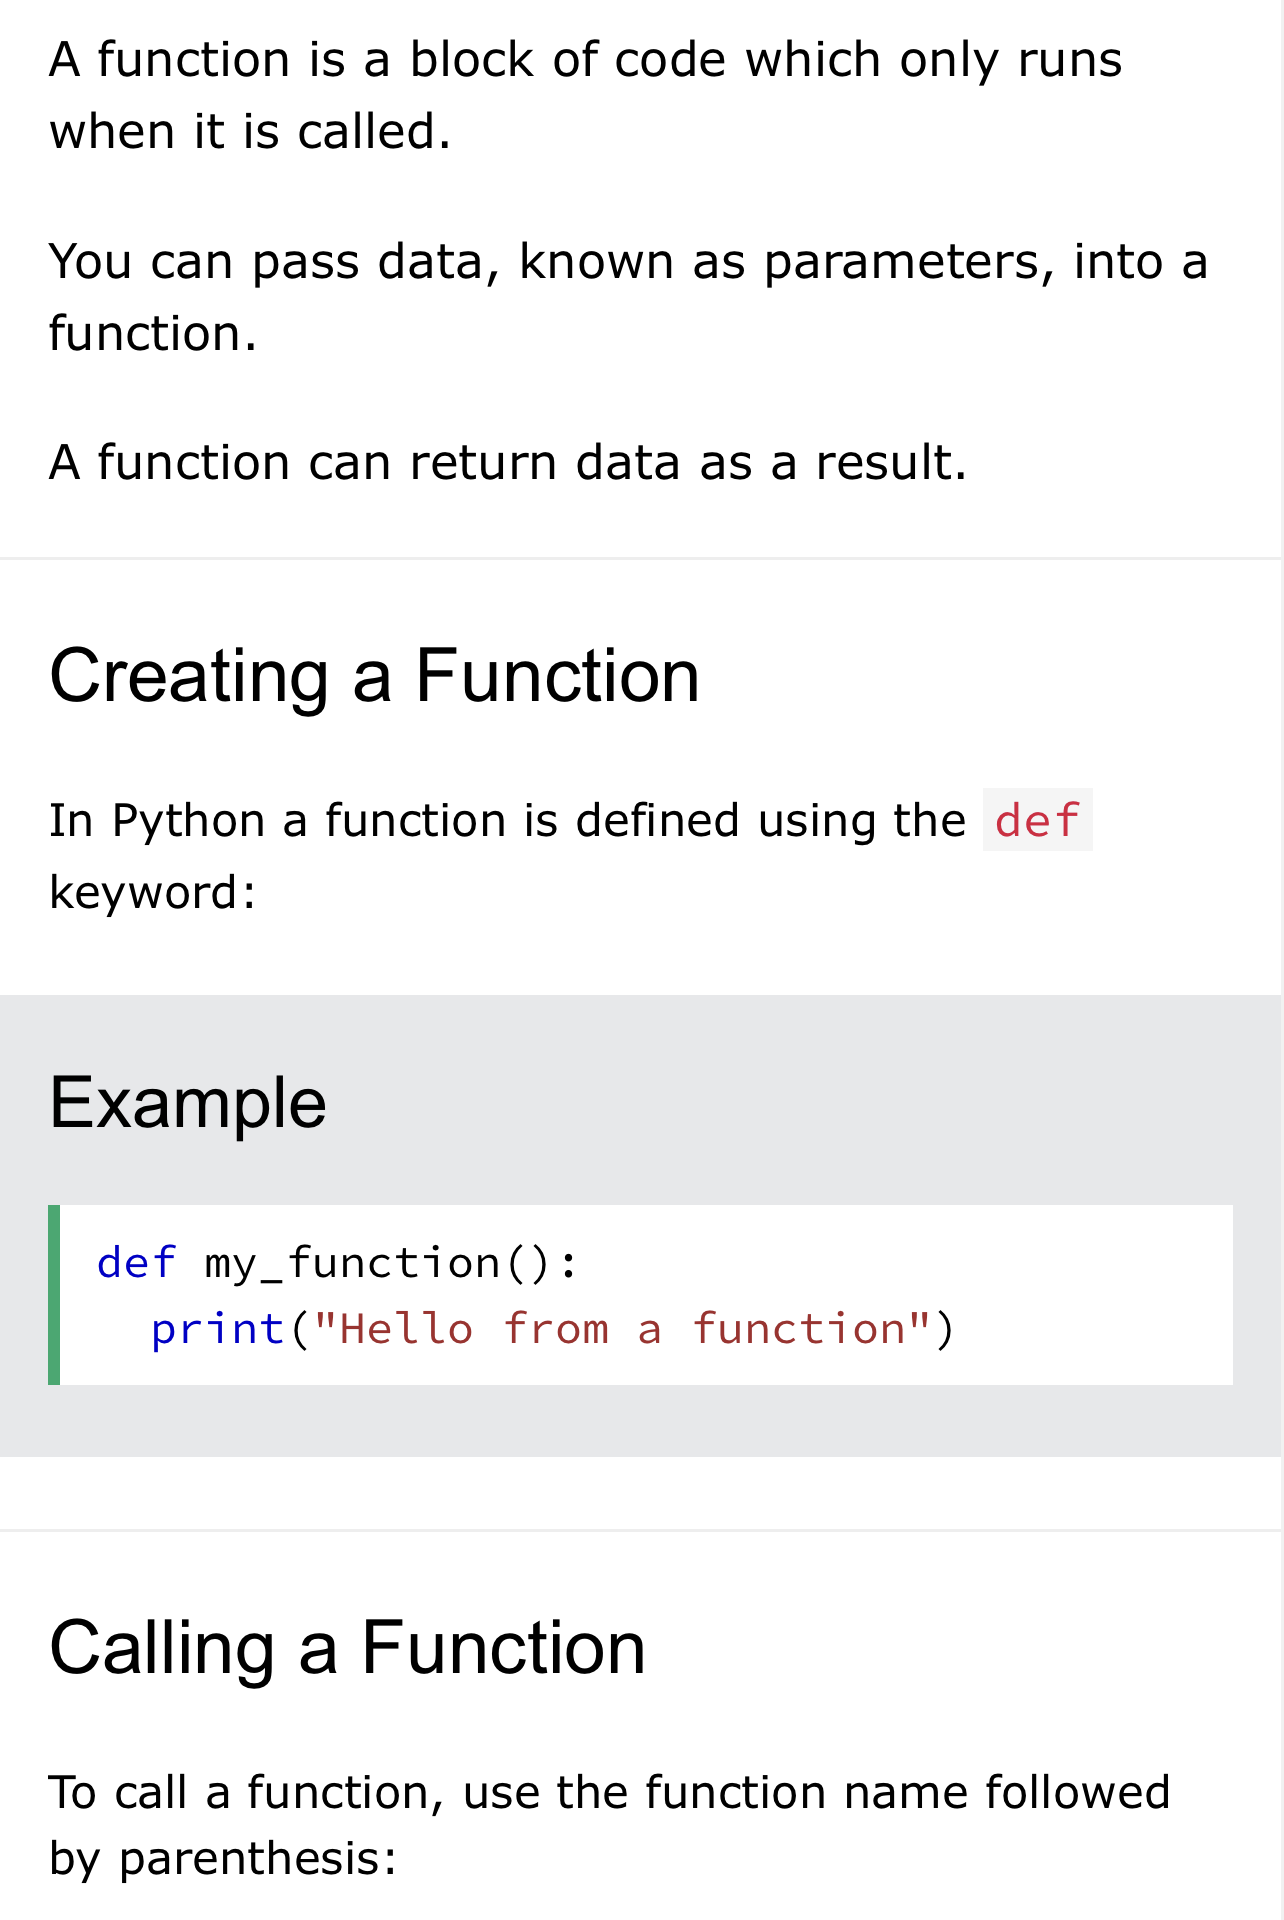 A function is a block of code which only runs
when it is called.
You can pass data, known as parameters, into a
function.
A function can return data as a result.
Creating a Function
In Python a function is defined using the def
keyword:
Example
def my_function():
  print("Hello from a function")
Calling a Function
To call a function, use the function name followed
by parenthesis: